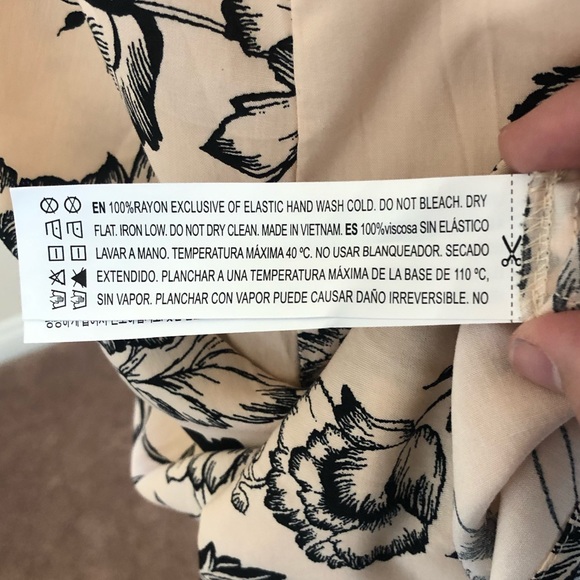 EN 100%RAYON EXCLUSIVE OF ELASTIC HAND WASH COLD. DO NOT BLEACH. DRY
FLAT. IRON LOW. DO NOT DRY CLEAN. MADE IN VIETNAM. ES 100%viscosa SIN ELÁSTICO
LAVAR A MANO. TEMPERATURA MÁXIMA 40 ºC. NO USAR BLANQUEADOR. SECADO
EXTENDIDO. PLANCHAR A UNA TEMPERATURA MÁXIMA DE LA BASE DE 110 ºC,
SIN VAPOR. PLANCHAR CON VAPOR PUEDE CAUSAR DAÑO IRREVERSIBLE. NO